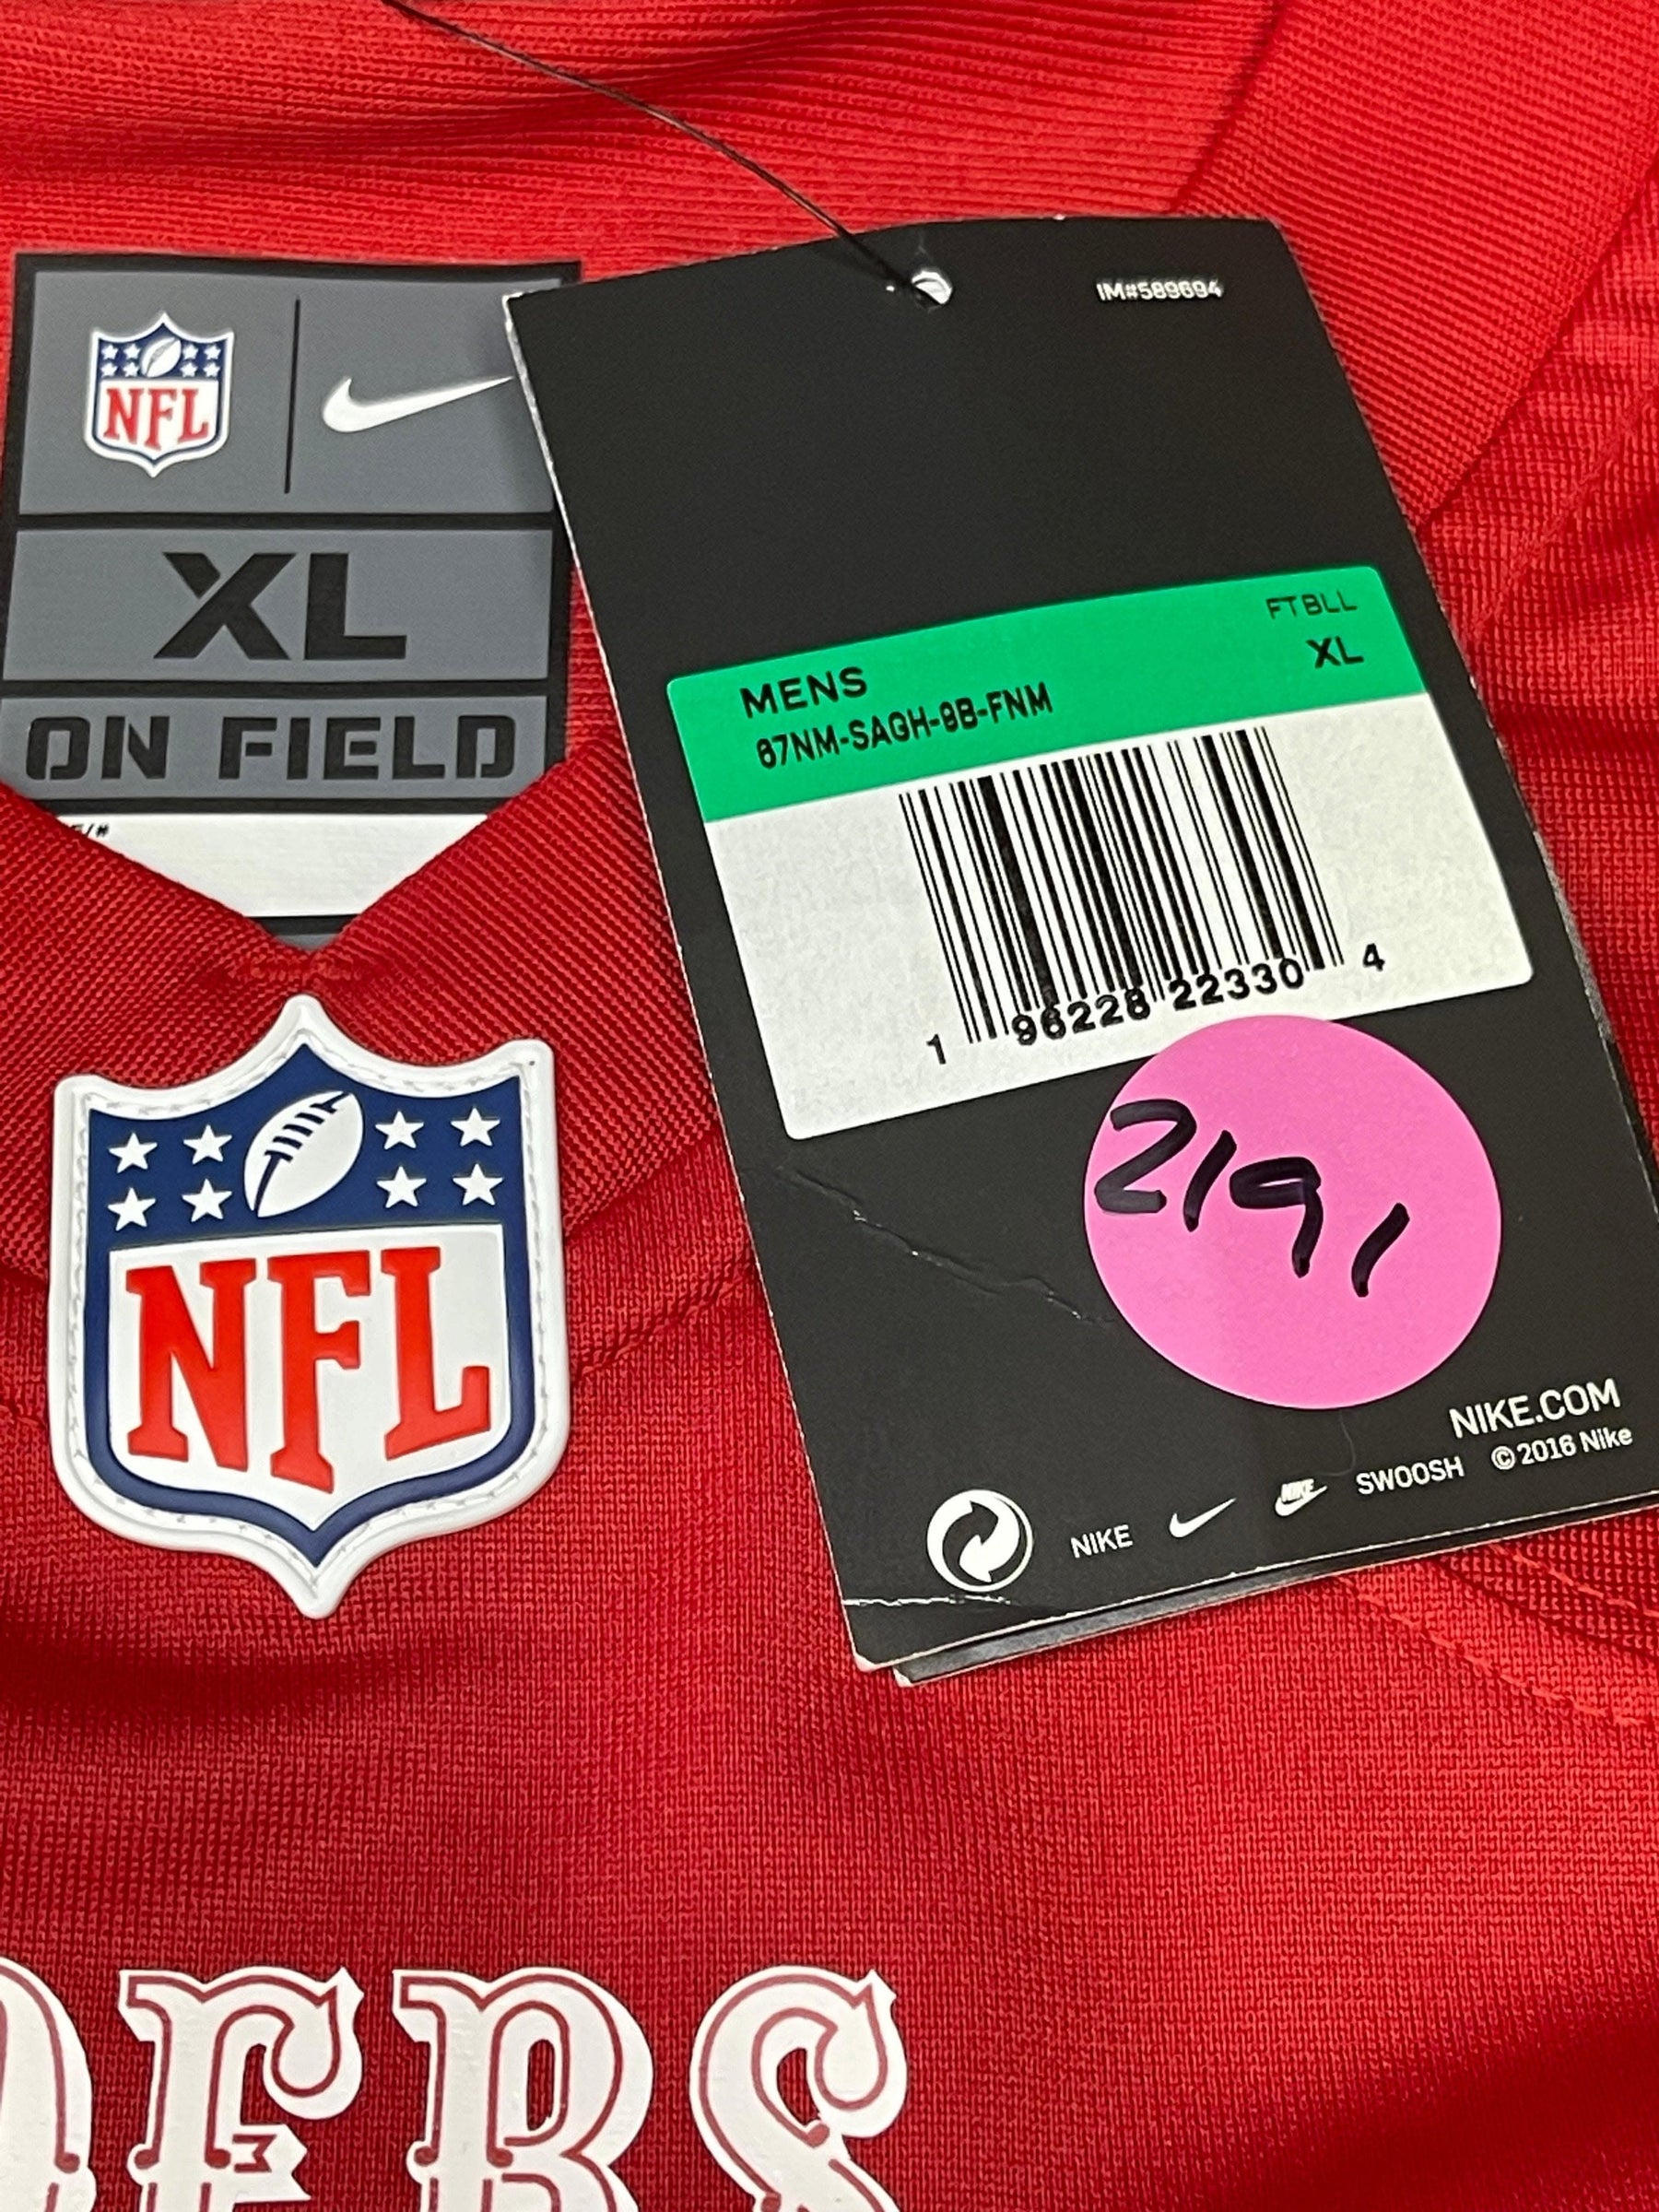 NFL
XL
ON FIELD
NFL
IM#589694
FTBLL
MENS XL
67NM-SAGH-9B-FNM
1 96228 22330 4
2191
NIKE.COM
NIKE NIKE SWOOSH ©2016 Nike
ERS